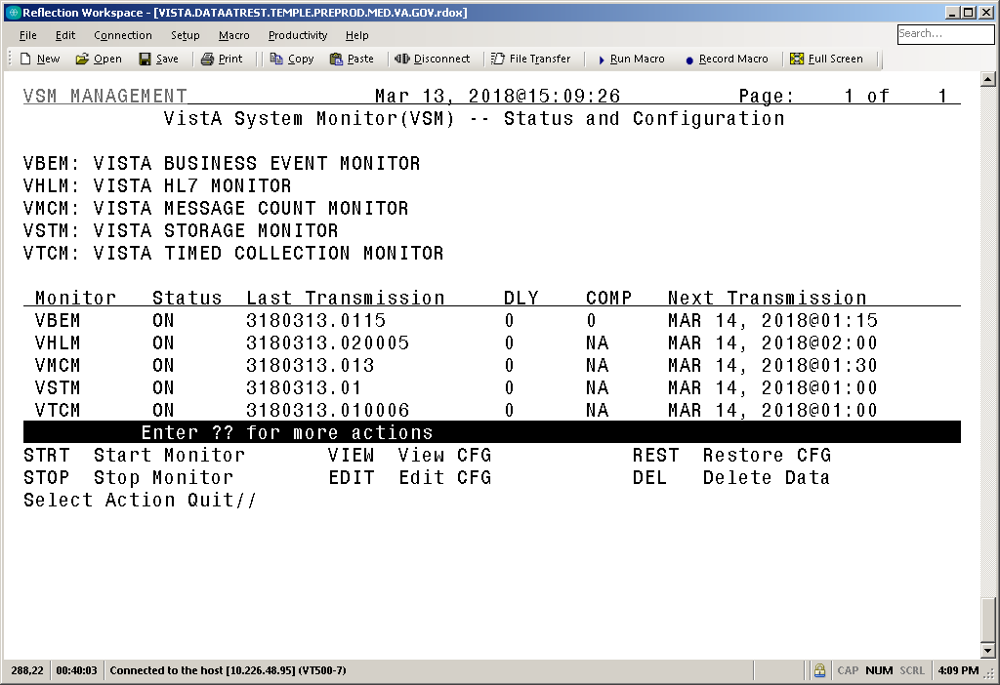 Reflection Workspace - [VISTA.DATAATREST.TEMPLE.PREPROD.MED.VA.GOV.rdox]
File Edit Connection Setup Macro Productivity Help Search...
New Open Save Print Copy Paste Disconnect File Transfer Run Macro Record Macro Full Screen
VSM MANAGEMENT Mar 13, 2018@15:09:26 Page: 1 of 1
VistA System Monitor(VSM) -- Status and Configuration
VBEM: VISTA BUSINESS EVENT MONITOR
VHLM: VISTA HL7 MONITOR
VMCM: VISTA MESSAGE COUNT MONITOR
VSTM: VISTA STORAGE MONITOR
VTCM: VISTA TIMED COLLECTION MONITOR
Monitor Status Last Transmission DLY COMP Next Transmission
VBEM ON 3180313.0115 0 0 MAR 14, 2018@01:15
VHLM ON 3180313.020005 0 NA MAR 14, 2018@02:00
VMCM ON 3180313.013 0 NA MAR 14, 2018@01:30
VSTM ON 3180313.01 0 NA MAR 14, 2018@01:00
VTCM ON 3180313.010006 0 NA MAR 14, 2018@01:00
Enter ?? for more actions
STRT Start Monitor VIEW View CFG REST Restore CFG
STOP Stop Monitor EDIT Edit CFG DEL Delete Data
Select Action Quit//
288,22 00:40:03 Connected to the host [10.226.48.95] (VT500-7) CAP NUM SCRL 4:09 PM